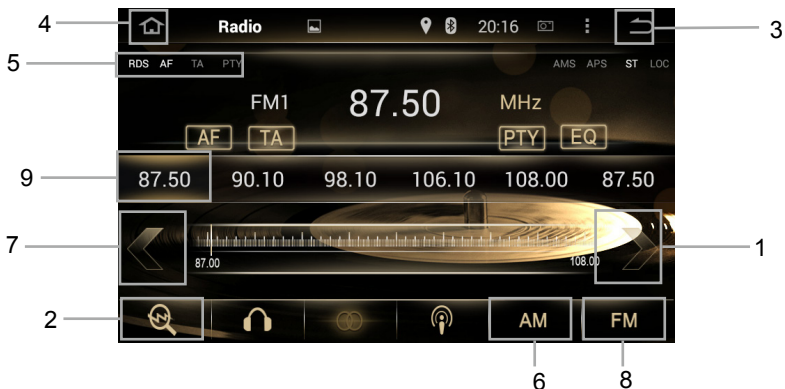 4 Radio 20:16 3
5 RDS AF TA PTY AMS APS ST LOC
FM1 87.50 MHz
AF TA PTY EQ
9 87.50 90.10 98.10 106.10 108.00 87.50
7 1
87.00 108.00
2 AM FM
6 8